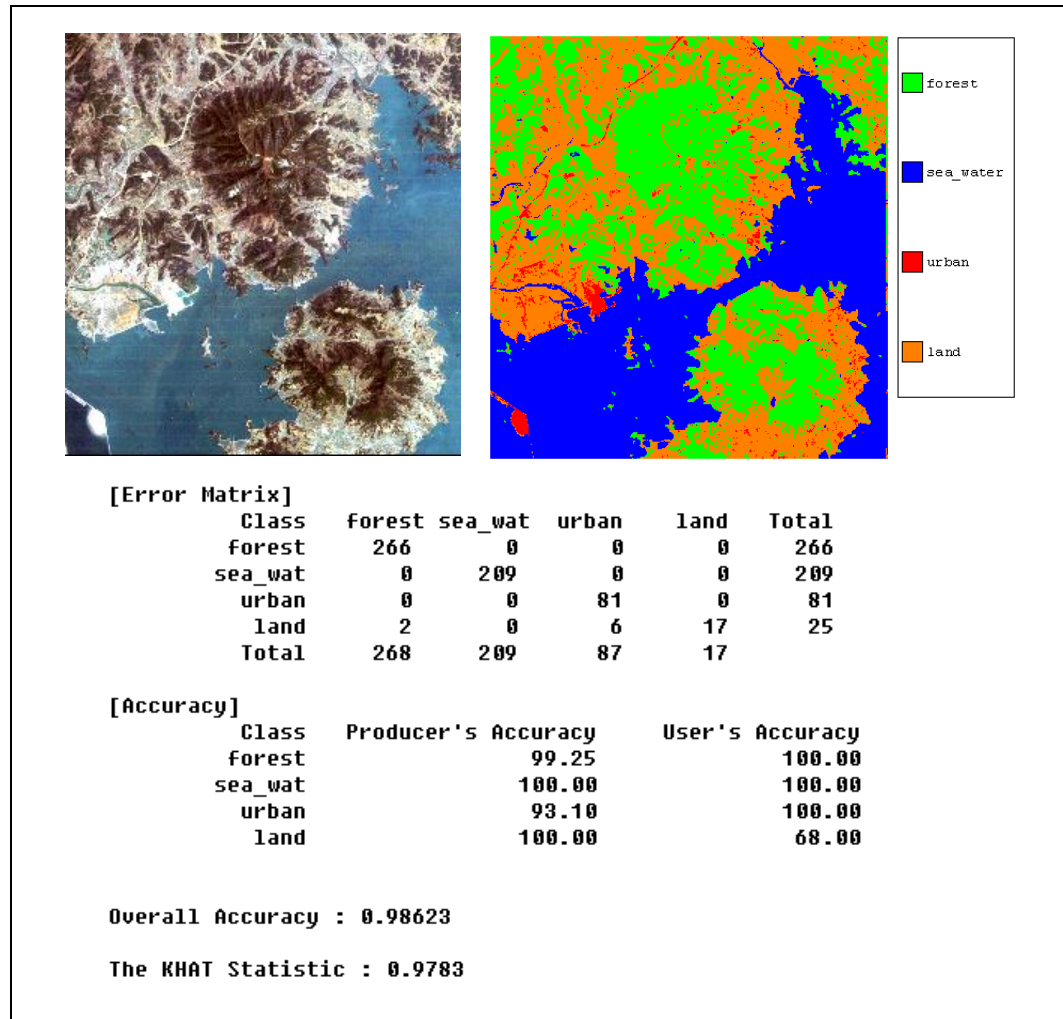 forest
sea_water
urban
land
[Error Matrix]
Class forest sea_wat urban land Total
forest 266 0 0 0 266
sea_wat 0 209 0 0 209
urban 0 0 81 0 81
land 2 0 6 17 25
Total 268 209 87 17
[Accuracy]
Class Producer's Accuracy User's Accuracy
forest 99.25 100.00
sea_wat 100.00 100.00
urban 93.10 100.00
land 100.00 68.00
Overall Accuracy : 0.98623
The KHAT Statistic : 0.9783